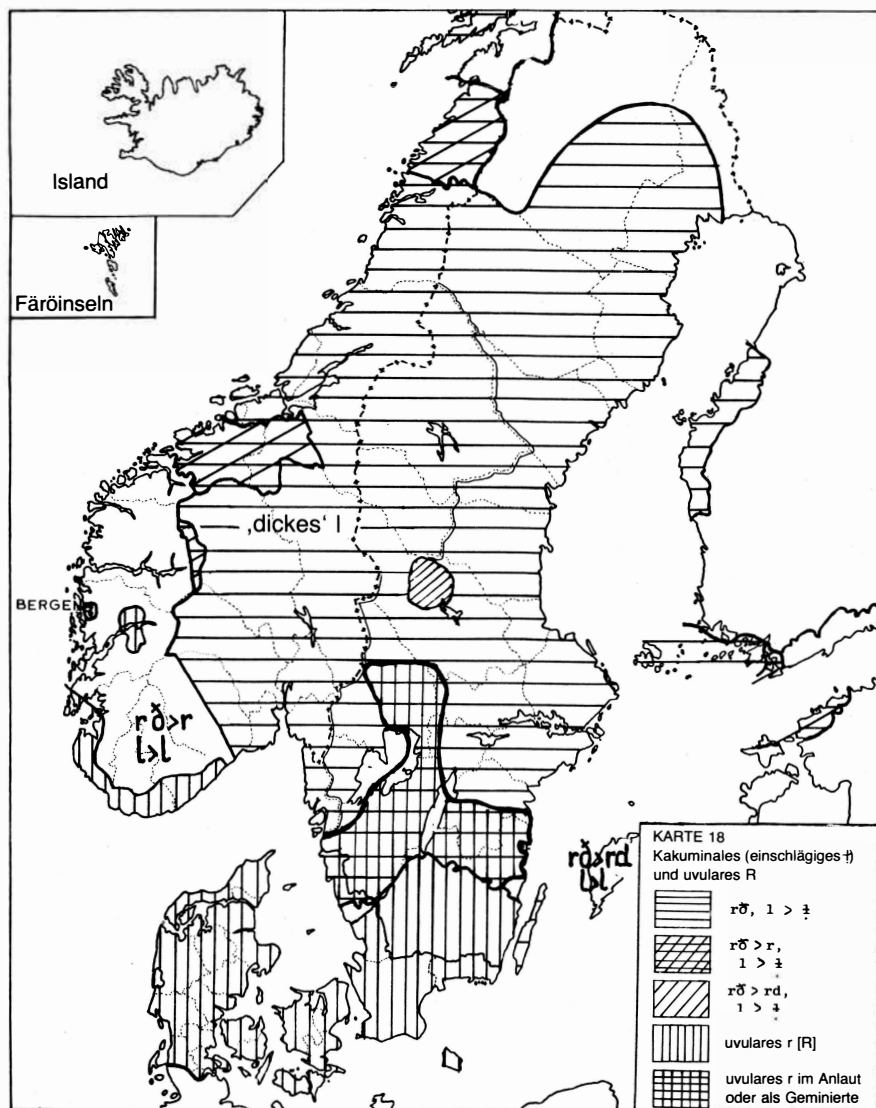 Island
Färöinseln
‚dickes‘ l
BERGEN
rð>r
l>l
rð>rd
l>l
KARTE 18
Kakuminales (einschlägiges ɫ)
und uvulares R
rð, l > ɫ̣
rð > r,
l > ɫ̣
rð > rd,
l > ɫ̣
uvulares r [R]
uvulares r im Anlaut
oder als Geminierte